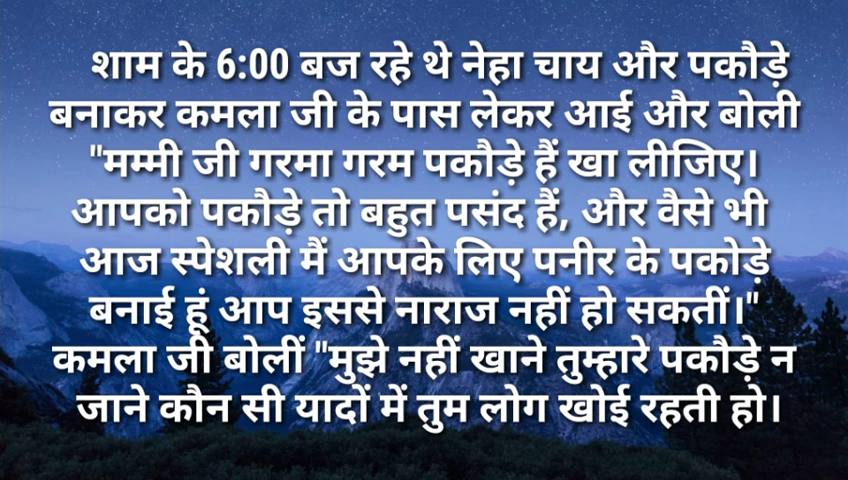 शाम के 6:00 बज रहे थे नेहा चाय और पकौड़े
बनाकर कमला जी के पास लेकर आई और बोली
"मम्मी जी गरमा गरम पकौड़े हैं खा लीजिए।
आपको पकौड़े तो बहुत पसंद हैं, और वैसे भी
आज स्पेशली मैं आपके लिए पनीर के पकोड़े
बनाई हूं आप इससे नाराज नहीं हो सकतीं।"
कमला जी बोलीं "मुझे नहीं खाने तुम्हारे पकौड़े न
जाने कौन सी यादों में तुम लोग खोई रहती हो।